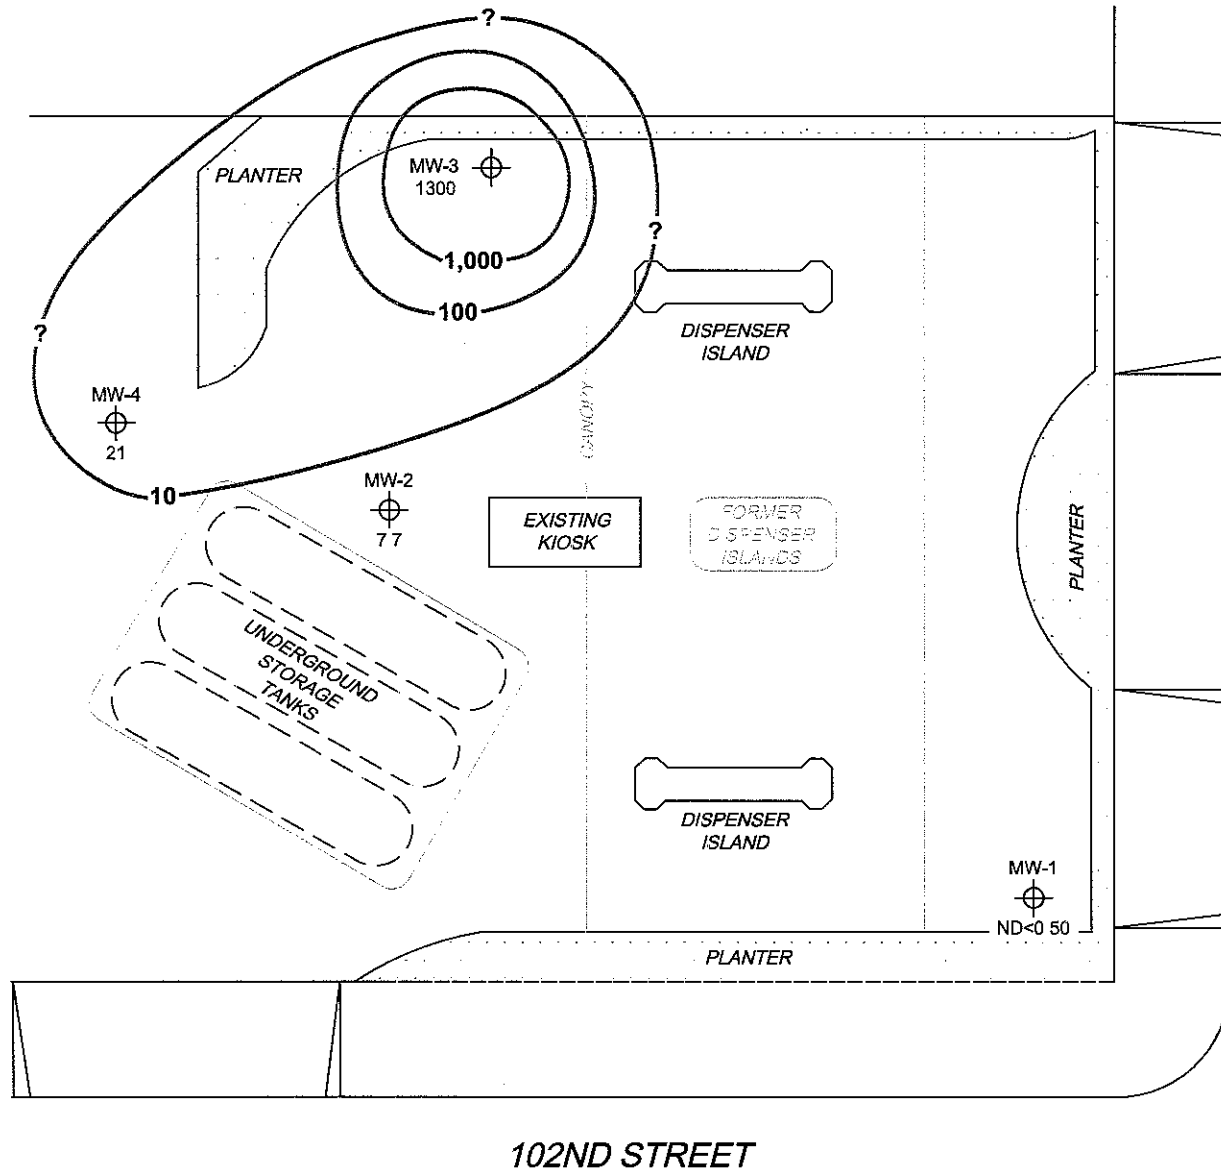 ?
PLANTER
MW-3
1300
?
1,000
100
?
DISPENSER
ISLAND
MW-4
21
CANOPY
10
MW-2
7 7
EXISTING
KIOSK
FORMER
DISPENSER
ISLANDS
PLANTER
UNDERGROUND
STORAGE
TANKS
DISPENSER
ISLAND
MW-1
ND<0 50
PLANTER
102ND STREET